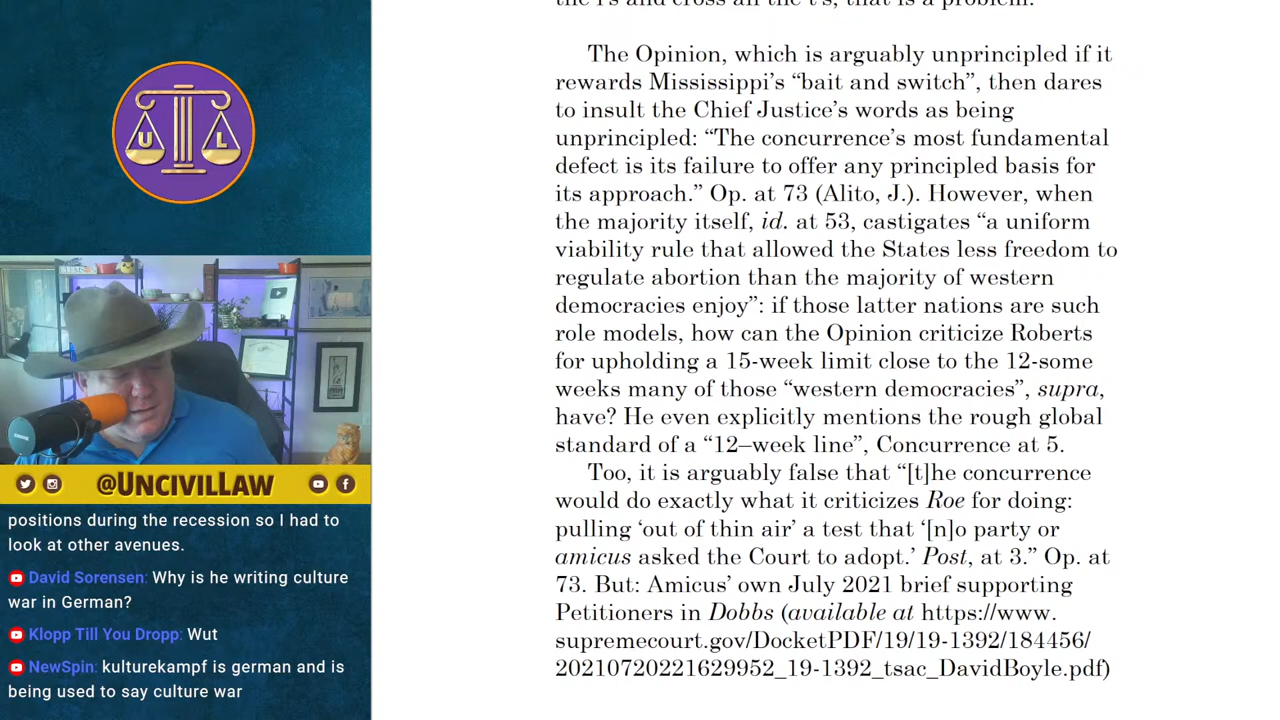 U L
@UNCIVILLAW
positions during the recession so I had to
look at other avenues.
David Sorensen: Why is he writing culture
war in German?
Klopp Till You Dropp: Wut
NewSpin: kulturekampf is german and is
being used to say culture war
The Opinion, which is arguably unprincipled if it
rewards Mississippi’s “bait and switch”, then dares
to insult the Chief Justice’s words as being
unprincipled: “The concurrence’s most fundamental
defect is its failure to offer any principled basis for
its approach.” Op. at 73 (Alito, J.). However, when
the majority itself, id. at 53, castigates “a uniform
viability rule that allowed the States less freedom to
regulate abortion than the majority of western
democracies enjoy”: if those latter nations are such
role models, how can the Opinion criticize Roberts
for upholding a 15-week limit close to the 12-some
weeks many of those “western democracies”, supra,
have? He even explicitly mentions the rough global
standard of a “12–week line”, Concurrence at 5.
Too, it is arguably false that “[t]he concurrence
would do exactly what it criticizes Roe for doing:
pulling ‘out of thin air’ a test that ‘[n]o party or
amicus asked the Court to adopt.’ Post, at 3.” Op. at
73. But: Amicus’ own July 2021 brief supporting
Petitioners in Dobbs (available at https://www.
supremecourt.gov/DocketPDF/19/19-1392/184456/
20210720221629952_19-1392_tsac_DavidBoyle.pdf)